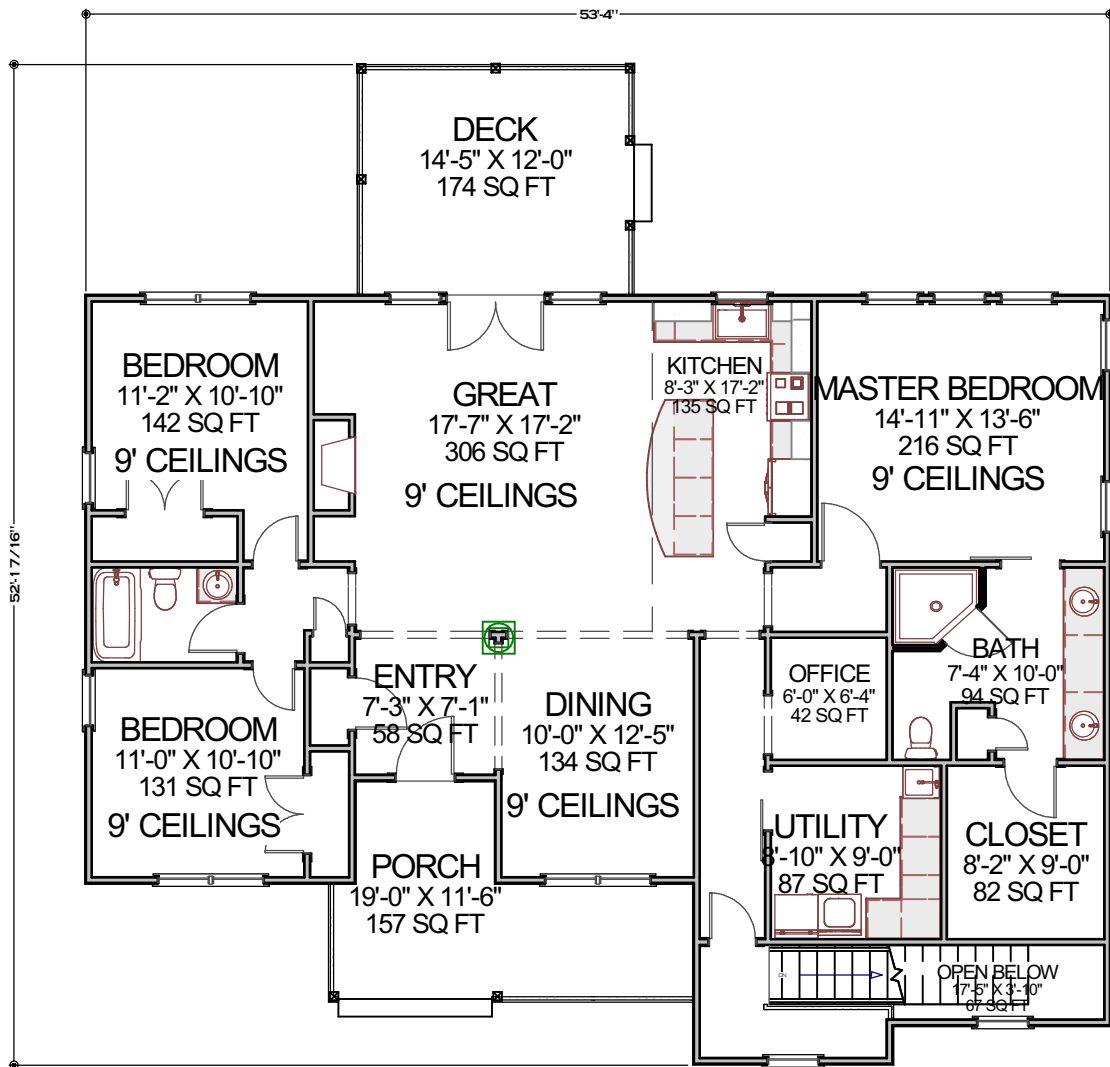 53'-4"
DECK
14'-5" X 12'-0"
174 SQ FT
BEDROOM
11'-2" X 10'-10"
142 SQ FT
9' CEILINGS
GREAT
17'-7" X 17'-2"
306 SQ FT
9' CEILINGS
KITCHEN
8'-3" X 17'-2"
135 SQ FT
MASTER BEDROOM
14'-11" X 13'-6"
216 SQ FT
9' CEILINGS
52'-1 7/16"
ENTRY
7'-3" X 7'-1"
58 SQ FT
DINING
10'-0" X 12'-5"
134 SQ FT
9' CEILINGS
OFFICE
6'-0" X 6'-4"
42 SQ FT
BATH
7'-4" X 10'-0"
94 SQ FT
BEDROOM
11'-0" X 10'-10"
131 SQ FT
9' CEILINGS
PORCH
19'-0" X 11'-6"
157 SQ FT
UTILITY
8'-10" X 9'-0"
87 SQ FT
CLOSET
8'-2" X 9'-0"
82 SQ FT
DN
OPEN BELOW
17'-5" X 3'-10"
67 SQ FT